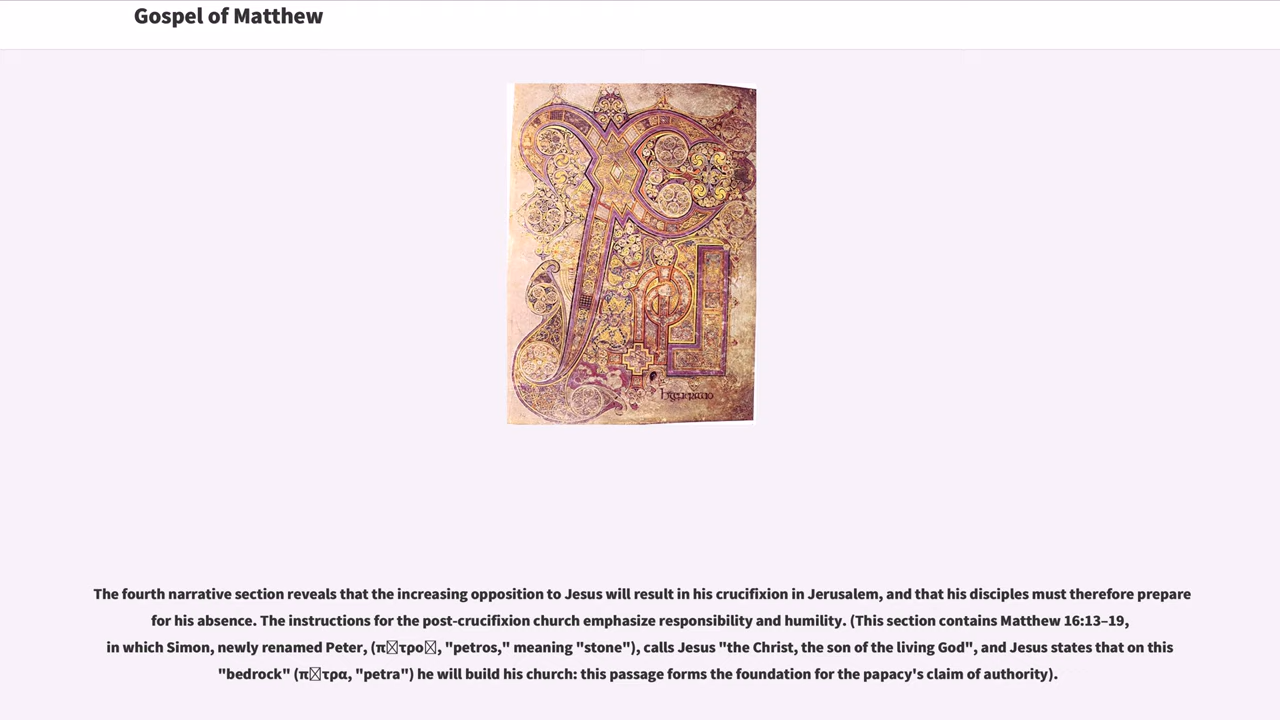 Gospel of Matthew
h generatio
The fourth narrative section reveals that the increasing opposition to Jesus will result in his crucifixion in Jerusalem, and that his disciples must therefore prepare
for his absence. The instructions for the post-crucifixion church emphasize responsibility and humility. (This section contains Matthew 16:13–19,
in which Simon, newly renamed Peter, (π☒τρο☒, "petros," meaning "stone"), calls Jesus "the Christ, the son of the living God", and Jesus states that on this
"bedrock" (π☒τρα, "petra") he will build his church: this passage forms the foundation for the papacy's claim of authority).